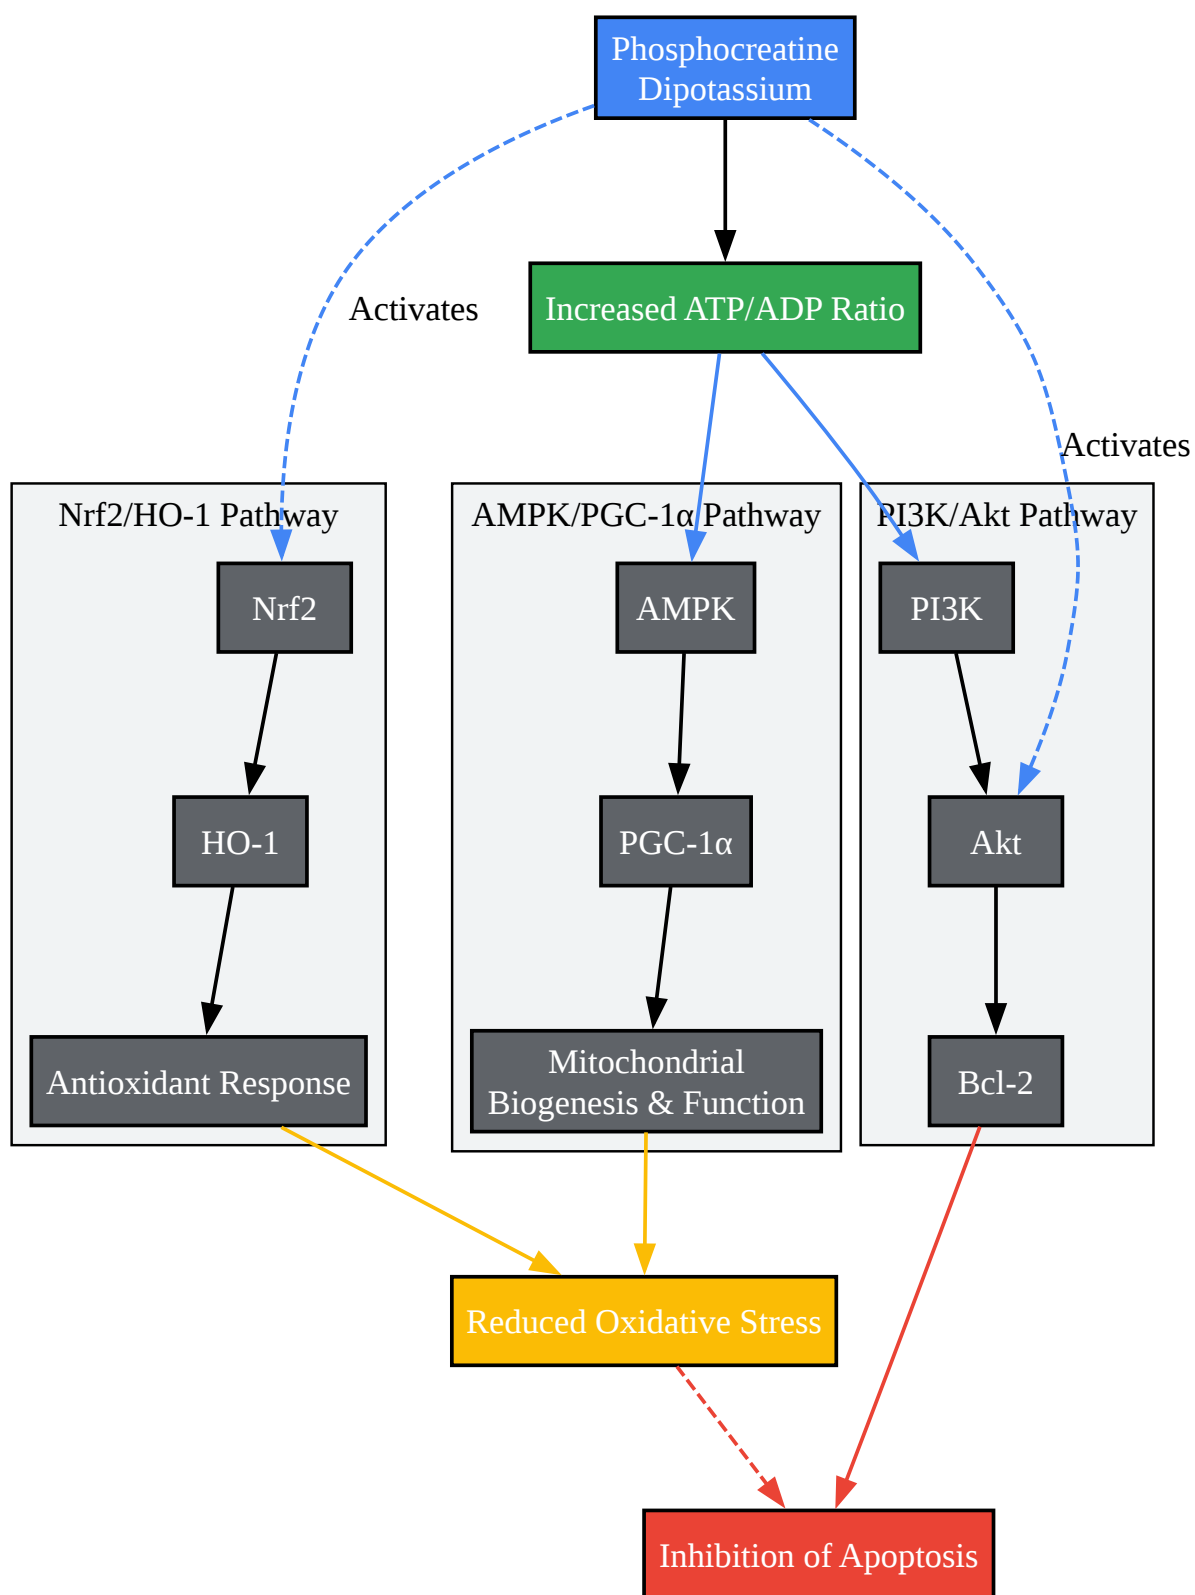 Phosphocreatine
Dipotassium
Activates
Increased ATP/ADP Ratio
Activates
Nrf2/HO-1 Pathway
AMPK/PGC-1α Pathway
PI3K/Akt Pathway
Nrf2
AMPK
PI3K
HO-1
PGC-1α
Akt
Antioxidant Response
Mitochondrial
Biogenesis & Function
Bcl-2
Reduced Oxidative Stress
Inhibition of Apoptosis